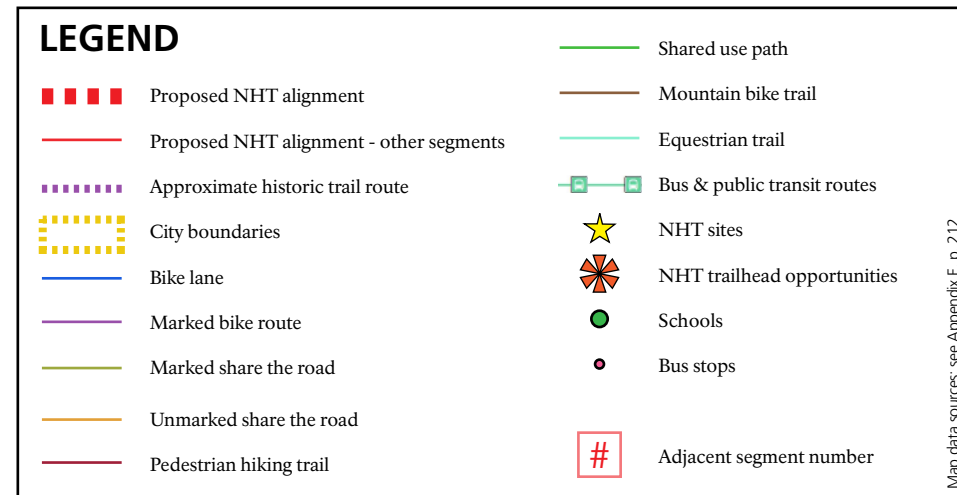 LEGEND
Proposed NHT alignment
Proposed NHT alignment - other segments
Approximate historic trail route
City boundaries
Bike lane
Marked bike route
Marked share the road
Unmarked share the road
Pedestrian hiking trail
Shared use path
Mountain bike trail
Equestrian trail
Bus & public transit routes
NHT sites
NHT trailhead opportunities
Schools
Bus stops
# Adjacent segment number
Map data sources: see Appendix E, p. 212